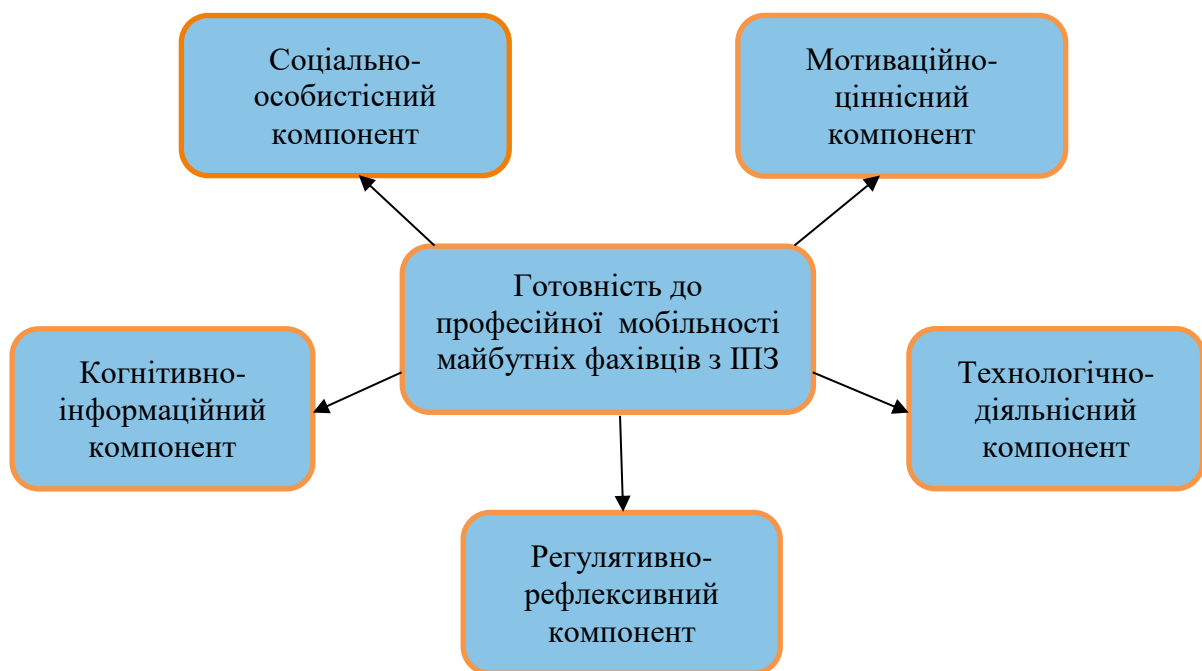 Соціально-
особистісний
компонент
Мотиваційно-
ціннісний
компонент
Готовність до
професійної мобільності
майбутніх фахівців з ІПЗ
Когнітивно-
інформаційний
компонент
Технологічно-
діяльнісний
компонент
Регулятивно-
рефлексивний
компонент